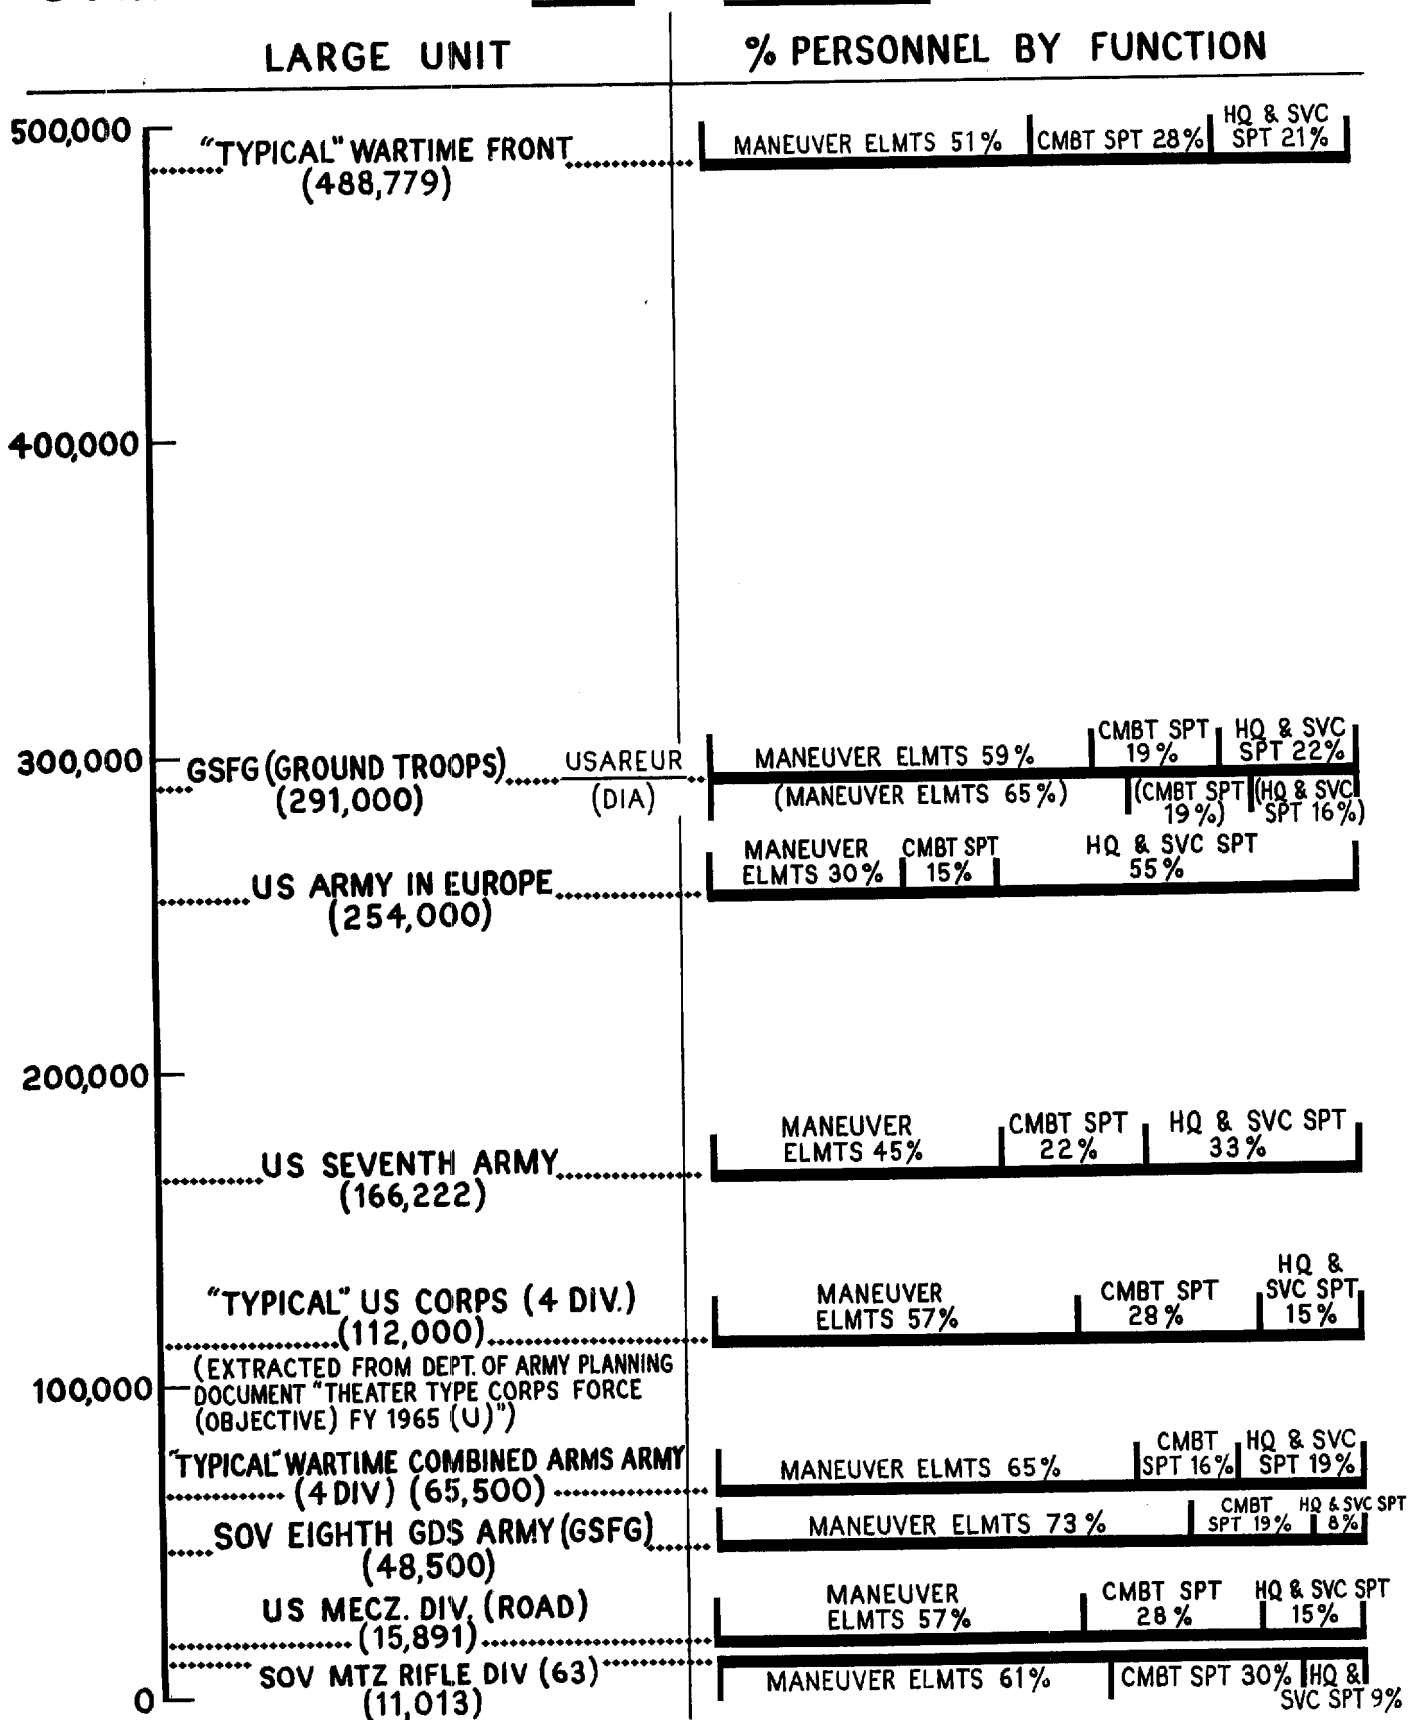 LARGE UNIT
% PERSONNEL BY FUNCTION
500,000
"TYPICAL" WARTIME FRONT
(488,779)
MANEUVER ELMTS 51%
CMBT SPT 28%
HQ & SVC
SPT 21%
400,000
300,000
GSFG (GROUND TROOPS)
(291,000)
USAREUR
(DIA)
MANEUVER ELMTS 59%
CMBT SPT
19%
HQ & SVC
SPT 22%
(MANEUVER ELMTS 65%)
(CMBT SPT
19%)
(HQ & SVC
SPT 16%)
US ARMY IN EUROPE
(254,000)
MANEUVER
ELMTS 30%
CMBT SPT
15%
HQ & SVC SPT
55%
200,000
US SEVENTH ARMY
(166,222)
MANEUVER
ELMTS 45%
CMBT SPT
22%
HQ & SVC SPT
33%
"TYPICAL" US CORPS (4 DIV.)
(112,000)
MANEUVER
ELMTS 57%
CMBT SPT
28%
HQ &
SVC SPT
15%
(EXTRACTED FROM DEPT. OF ARMY PLANNING
100,000
DOCUMENT "THEATER TYPE CORPS FORCE
(OBJECTIVE) FY 1965 (U)")
"TYPICAL" WARTIME COMBINED ARMS ARMY
(4 DIV) (65,500)
MANEUVER ELMTS 65%
CMBT
SPT 16%
HQ & SVC
SPT 19%
SOV EIGHTH GDS ARMY (GSFG)
(48,500)
MANEUVER ELMTS 73%
CMBT
SPT 19%
HQ & SVC SPT
8%
US MECZ. DIV. (ROAD)
(15,891)
MANEUVER
ELMTS 57%
CMBT SPT
28%
HQ & SVC SPT
15%
SOV MTZ RIFLE DIV (63)
(11,013)
MANEUVER ELMTS 61%
CMBT SPT 30%
HQ &
SVC SPT 9%
0